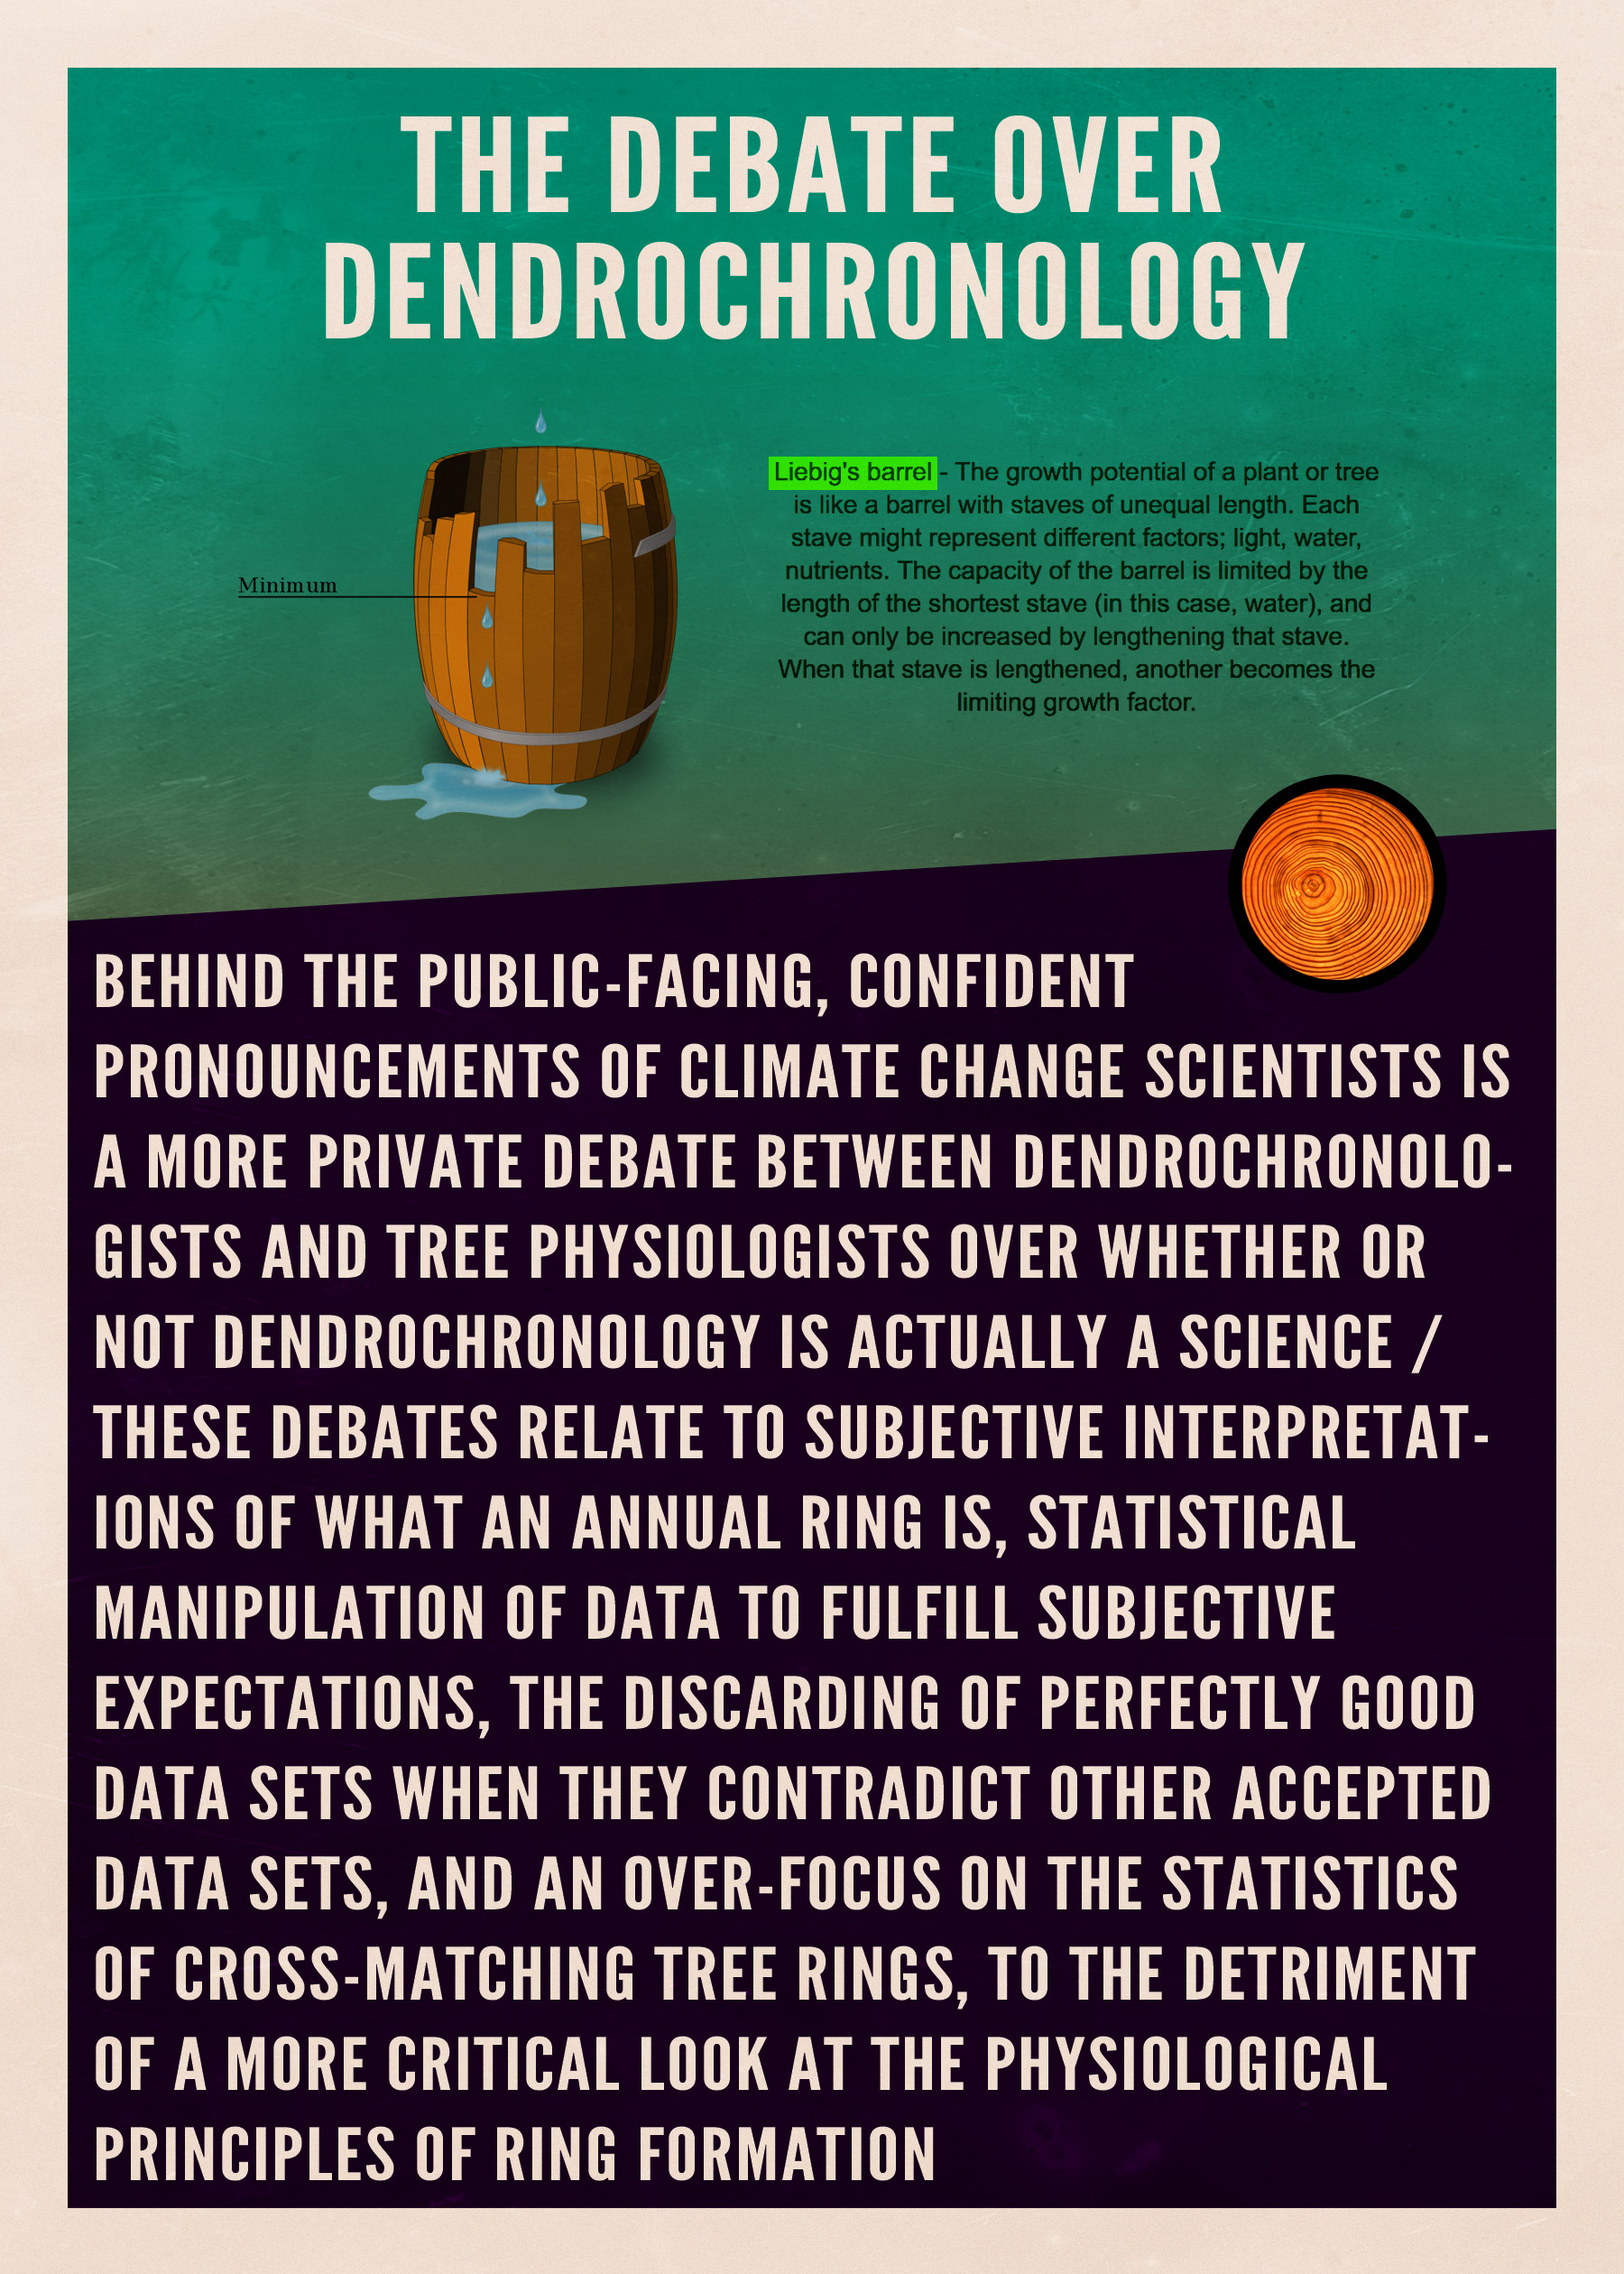 THE DEBATE OVER
DENDROCHRONOLOGY
Minimum
Liebig's barrel - The growth potential of a plant or tree
is like a barrel with staves of unequal length. Each
stave might represent different factors; light, water,
nutrients. The capacity of the barrel is limited by the
length of the shortest stave (in this case, water), and
can only be increased by lengthening that stave.
When that stave is lengthened, another becomes the
limiting growth factor.
BEHIND THE PUBLIC-FACING, CONFIDENT
PRONOUNCEMENTS OF CLIMATE CHANGE SCIENTISTS IS
A MORE PRIVATE DEBATE BETWEEN DENDROCHRONOLO-
GISTS AND TREE PHYSIOLOGISTS OVER WHETHER OR
NOT DENDROCHRONOLOGY IS ACTUALLY A SCIENCE /
THESE DEBATES RELATE TO SUBJECTIVE INTERPRETAT-
IONS OF WHAT AN ANNUAL RING IS, STATISTICAL
MANIPULATION OF DATA TO FULFILL SUBJECTIVE
EXPECTATIONS, THE DISCARDING OF PERFECTLY GOOD
DATA SETS WHEN THEY CONTRADICT OTHER ACCEPTED
DATA SETS, AND AN OVER-FOCUS ON THE STATISTICS
OF CROSS-MATCHING TREE RINGS, TO THE DETRIMENT
OF A MORE CRITICAL LOOK AT THE PHYSIOLOGICAL
PRINCIPLES OF RING FORMATION